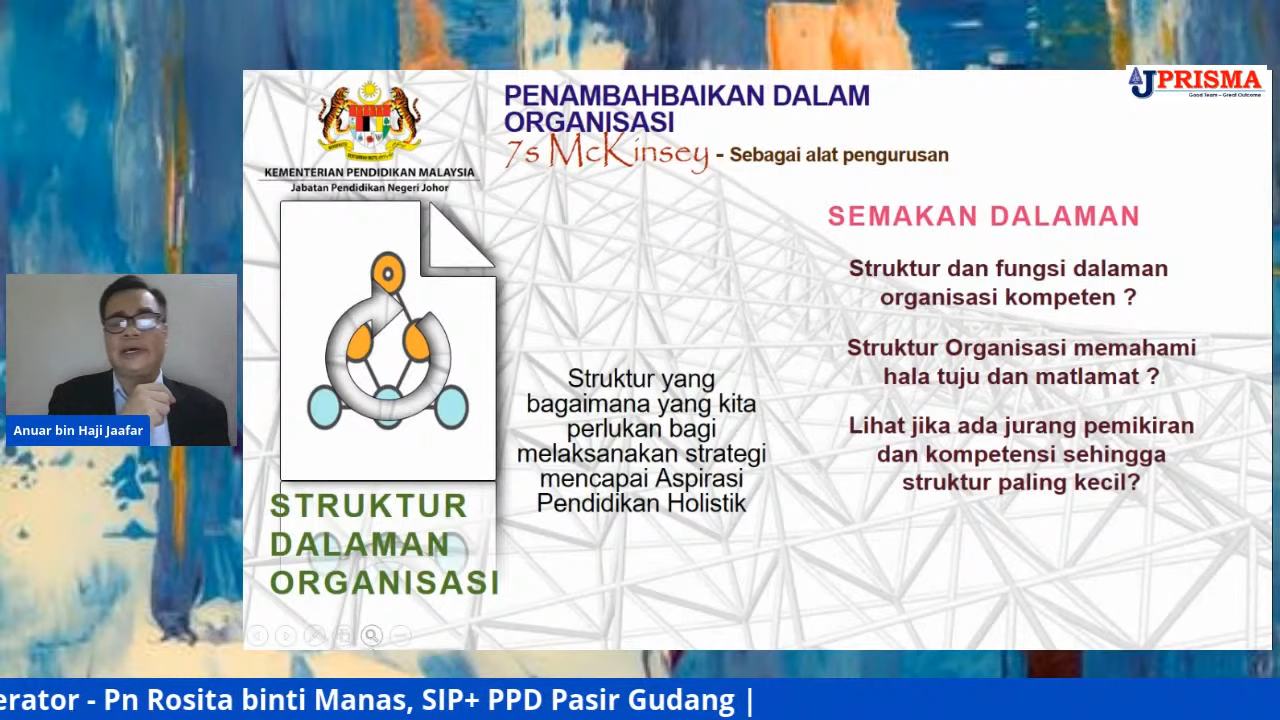 JPRISMA
Good Team - Great Outcome
PENAMBAHBAIKAN DALAM
ORGANISASI
7s McKinsey - Sebagai alat pengurusan
KEMENTERIAN PENDIDIKAN MALAYSIA
Jabatan Pendidikan Negeri Johor
SEMAKAN DALAMAN
Struktur dan fungsi dalaman
organisasi kompeten ?
Struktur Organisasi memahami
hala tuju dan matlamat ?
Lihat jika ada jurang pemikiran
dan kompetensi sehingga
struktur paling kecil?
Struktur yang
bagaimana yang kita
perlukan bagi
melaksanakan strategi
mencapai Aspirasi
Pendidikan Holistik
STRUKTUR
DALAMAN
ORGANISASI
Anuar bin Haji Jaafar
erator - Pn Rosita binti Manas, SIP+ PPD Pasir Gudang |